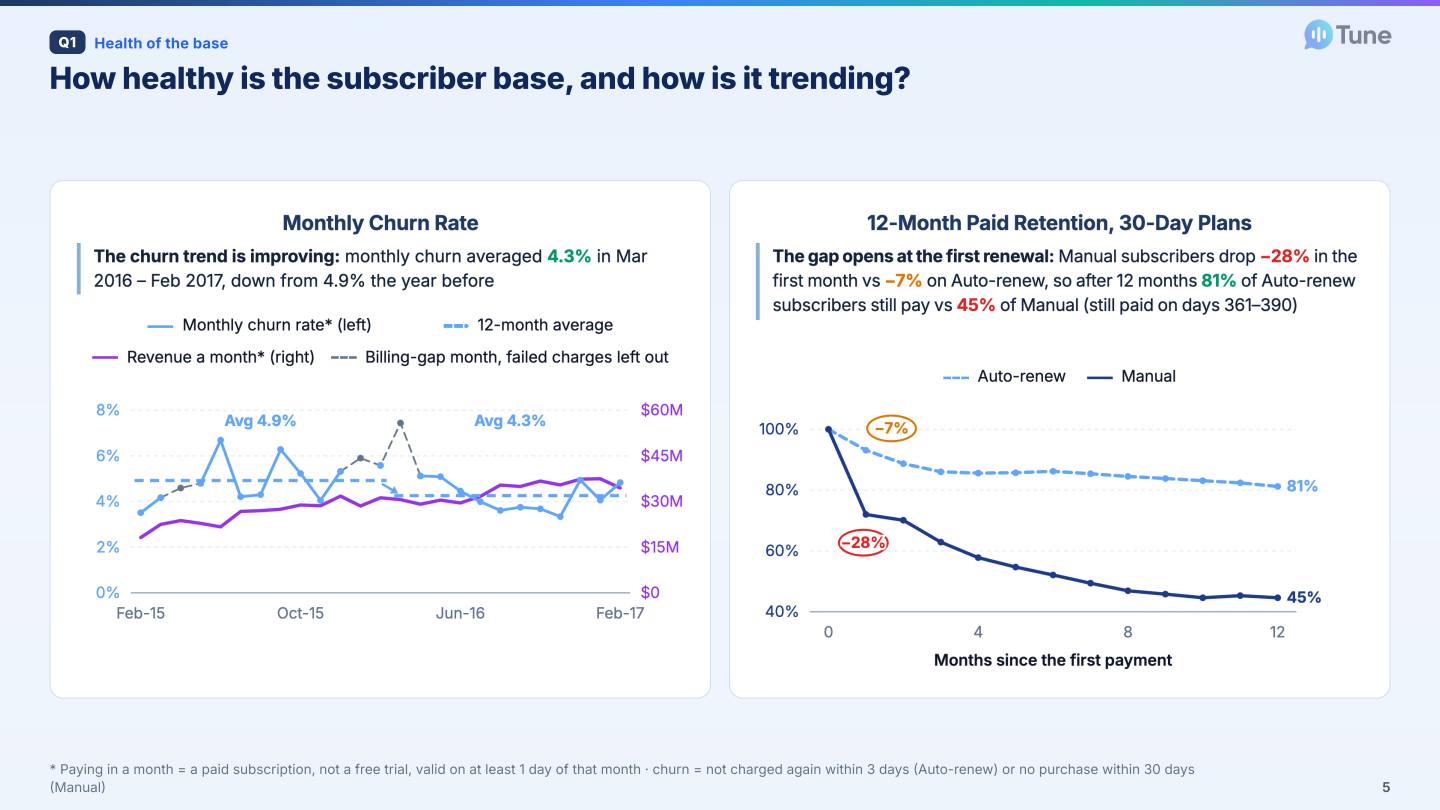 Q1 Health of the base
Tune
How healthy is the subscriber base, and how is it trending?
Monthly Churn Rate
The churn trend is improving: monthly churn averaged 4.3% in Mar
2016 – Feb 2017, down from 4.9% the year before
Monthly churn rate* (left) 12-month average
Revenue a month* (right) Billing-gap month, failed charges left out
8% $60M
Avg 4.9% Avg 4.3%
6% $45M
4% $30M
2% $15M
0% $0
Feb-15 Oct-15 Jun-16 Feb-17
12-Month Paid Retention, 30-Day Plans
The gap opens at the first renewal: Manual subscribers drop −28% in the
first month vs −7% on Auto-renew, so after 12 months 81% of Auto-renew
subscribers still pay vs 45% of Manual (still paid on days 361–390)
Auto-renew Manual
100% −7%
80% 81%
−28%
60%
45%
40%
0 4 8 12
Months since the first payment
* Paying in a month = a paid subscription, not a free trial, valid on at least 1 day of that month · churn = not charged again within 3 days (Auto-renew) or no purchase within 30 days
(Manual)
5